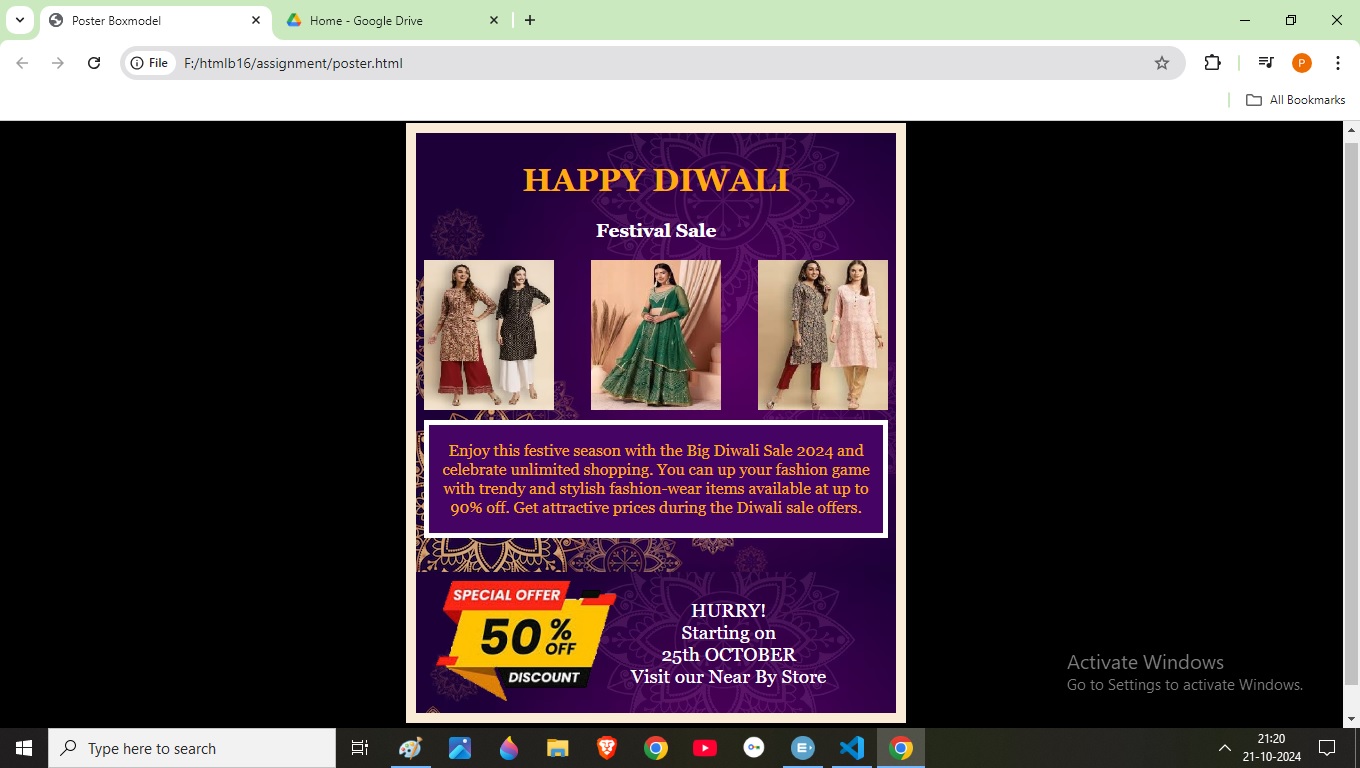 Poster Boxmodel
Home - Google Drive
File
F:/htmlb16/assignment/poster.html
P
All Bookmarks
HAPPY DIWALI
Festival Sale
Enjoy this festive season with the Big Diwali Sale 2024 and
celebrate unlimited shopping. You can up your fashion game
with trendy and stylish fashion-wear items available at up to
90% off. Get attractive prices during the Diwali sale offers.
SPECIAL OFFER
50% OFF
DISCOUNT
HURRY!
Starting on
25th OCTOBER
Visit our Near By Store
Activate Windows
Go to Settings to activate Windows.
Type here to search
21:20
21-10-2024